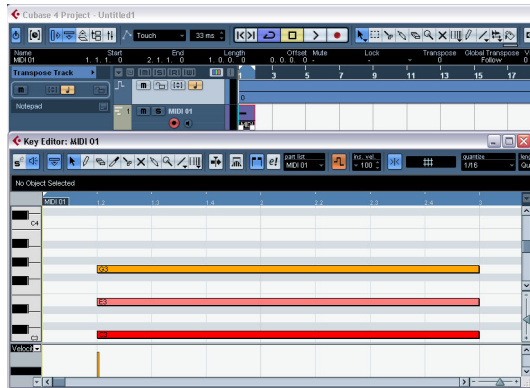 Cubase 4 Project - Untitled1
Touch 33 ms
Name Start End Length Offset Mute Lock Transpose Global Transpose
MIDI 01 1. 1. 1. 0 2. 1. 1. 0 1. 0. 0. 0 0. 0. 0. 0 - - - Follow 0
Transpose Track 1 3 5 7 9 11 13 15 17
0
Notepad 1 m S MIDI 01
Key Editor: MIDI 01
part list ins. vel. quantize
MIDI 01 100 1/16
No Object Selected
MIDI 01 1.2 1.3 1.4 2 2.2 2.3 2.4 3
C4
G3
E3
C3